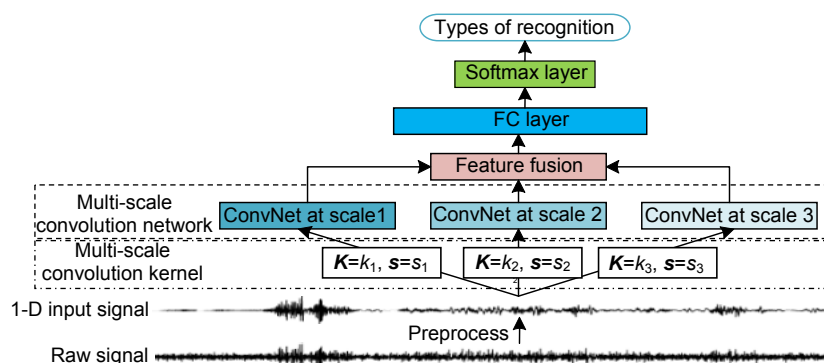 Types of recognition
Softmax layer
FC layer
Feature fusion
Multi-scale
convolution network
ConvNet at scale1
ConvNet at scale 2
ConvNet at scale 3
Multi-scale
convolution kernel
K=k₁, s=s₁
K=k₂, s=s₂
K=k₃, s=s₃
1-D input signal
Preprocess
Raw signal